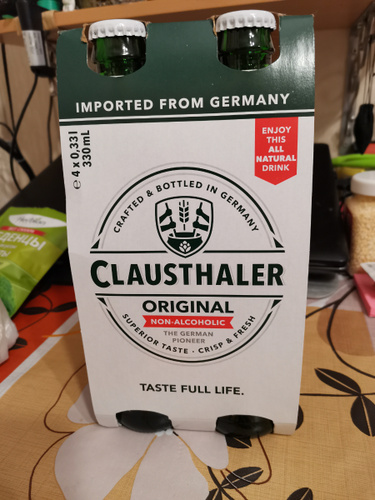 IMPORTED FROM GERMANY
℮ 4 x 0,33 l
330 mL
ENJOY
THIS
ALL
NATURAL
DRINK
CRAFTED & BOTTLED IN GERMANY
CLAUSTHALER
ORIGINAL
NON-ALCOHOLIC
THE GERMAN
PIONEER
SUPERIOR TASTE · CRISP & FRESH
TASTE FULL LIFE.
ДЕНЦЫ